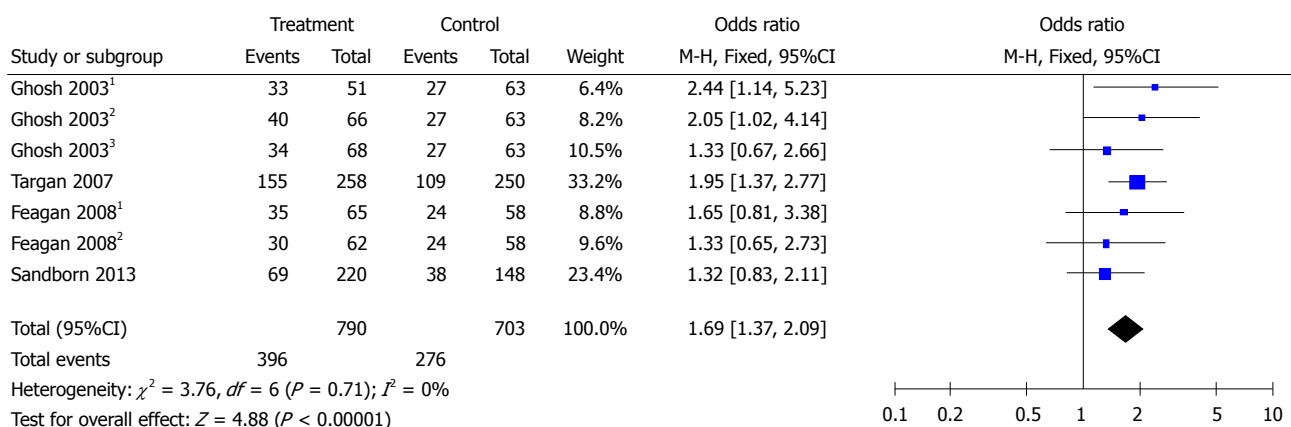 Treatment Control Odds ratio Odds ratio
Study or subgroup Events Total Events Total Weight M-H, Fixed, 95%CI M-H, Fixed, 95%CI
Ghosh 2003¹ 33 51 27 63 6.4% 2.44 [1.14, 5.23]
Ghosh 2003² 40 66 27 63 8.2% 2.05 [1.02, 4.14]
Ghosh 2003³ 34 68 27 63 10.5% 1.33 [0.67, 2.66]
Targan 2007 155 258 109 250 33.2% 1.95 [1.37, 2.77]
Feagan 2008¹ 35 65 24 58 8.8% 1.65 [0.81, 3.38]
Feagan 2008² 30 62 24 58 9.6% 1.33 [0.65, 2.73]
Sandborn 2013 69 220 38 148 23.4% 1.32 [0.83, 2.11]
Total (95%CI) 790 703 100.0% 1.69 [1.37, 2.09]
Total events 396 276
Heterogeneity: χ² = 3.76, df = 6 (P = 0.71); I² = 0%
Test for overall effect: Z = 4.88 (P < 0.00001)
0.1 0.2 0.5 1 2 5 10